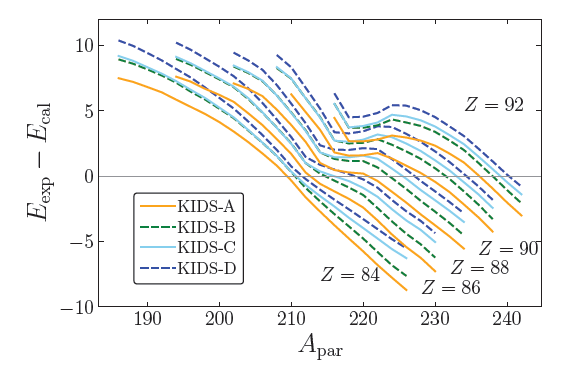 10
5
0
−5
−10
E_exp − E_cal
Z = 92
KIDS-A
KIDS-B
KIDS-C
KIDS-D
Z = 90
Z = 88
Z = 84
Z = 86
190 200 210 220 230 240
A_par